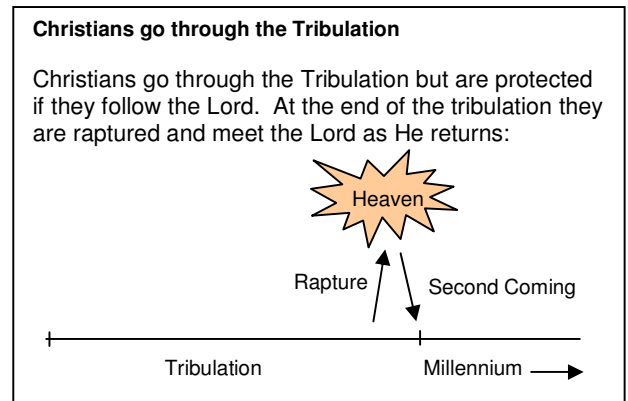 Christians go through the Tribulation
Christians go through the Tribulation but are protected
if they follow the Lord. At the end of the tribulation they
are raptured and meet the Lord as He returns:
Heaven
Rapture
Second Coming
Tribulation
Millennium